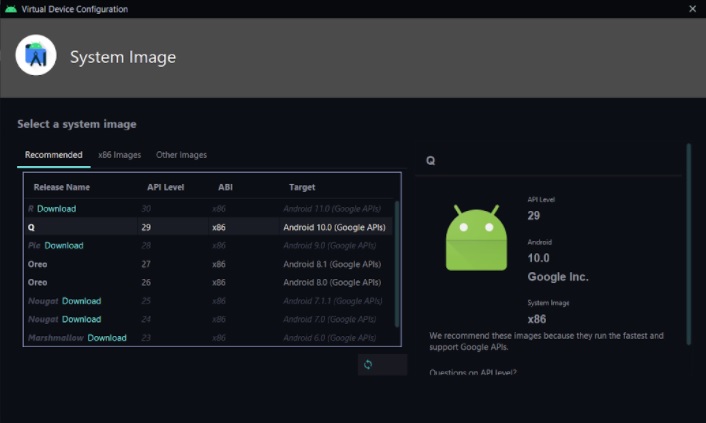 Virtual Device Configuration
System Image
Select a system image
Recommended x86 Images Other Images
Release Name API Level ABI Target
R Download 30 x86 Android 11.0 (Google APIs)
Q 29 x86 Android 10.0 (Google APIs)
Pie Download 28 x86 Android 9.0 (Google APIs)
Oreo 27 x86 Android 8.1 (Google APIs)
Oreo 26 x86 Android 8.0 (Google APIs)
Nougat Download 25 x86 Android 7.1.1 (Google APIs)
Nougat Download 24 x86 Android 7.0 (Google APIs)
Marshmallow Download 23 x86 Android 6.0 (Google APIs)
Q
API Level
29
Android
10.0
Google Inc.
System Image
x86
We recommend these images because they run the fastest and
support Google APIs.
Questions on API level?